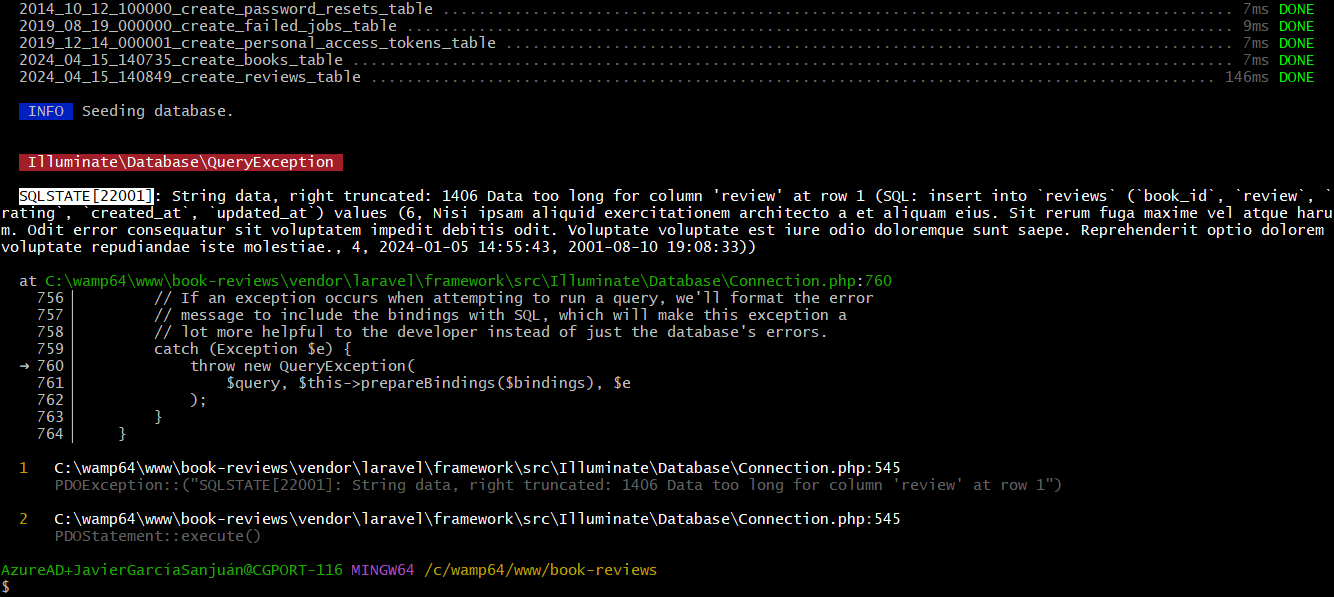 2014_10_12_100000_create_password_resets_table ........................................................................................ 7ms DONE
2019_08_19_000000_create_failed_jobs_table ............................................................................................ 9ms DONE
2019_12_14_000001_create_personal_access_tokens_table ................................................................................. 7ms DONE
2024_04_15_140735_create_books_table .................................................................................................. 7ms DONE
2024_04_15_140849_create_reviews_table .............................................................................................. 146ms DONE
INFO Seeding database.
Illuminate\Database\QueryException
SQLSTATE[22001]: String data, right truncated: 1406 Data too long for column 'review' at row 1 (SQL: insert into `reviews` (`book_id`, `review`, `
rating`, `created_at`, `updated_at`) values (6, Nisi ipsam aliquid exercitationem architecto a et aliquam eius. Sit rerum fuga maxime vel atque haru
m. Odit error consequatur sit voluptatem impedit debitis odit. Voluptate voluptate est iure odio doloremque sunt saepe. Reprehenderit optio dolorem
voluptate repudiandae iste molestiae., 4, 2024-01-05 14:55:43, 2001-08-10 19:08:33))
at C:\wamp64\www\book-reviews\vendor\laravel\framework\src\Illuminate\Database\Connection.php:760
756| // If an exception occurs when attempting to run a query, we'll format the error
757| // message to include the bindings with SQL, which will make this exception a
758| // lot more helpful to the developer instead of just the database's errors.
759| catch (Exception $e) {
➜ 760| throw new QueryException(
761| $query, $this->prepareBindings($bindings), $e
762| );
763| }
764| }
1 C:\wamp64\www\book-reviews\vendor\laravel\framework\src\Illuminate\Database\Connection.php:545
PDOException::("SQLSTATE[22001]: String data, right truncated: 1406 Data too long for column 'review' at row 1")
2 C:\wamp64\www\book-reviews\vendor\laravel\framework\src\Illuminate\Database\Connection.php:545
PDOStatement::execute()
AzureAD+JavierGarcíaSanjuán@CGPORT-116 MINGW64 /c/wamp64/www/book-reviews
$